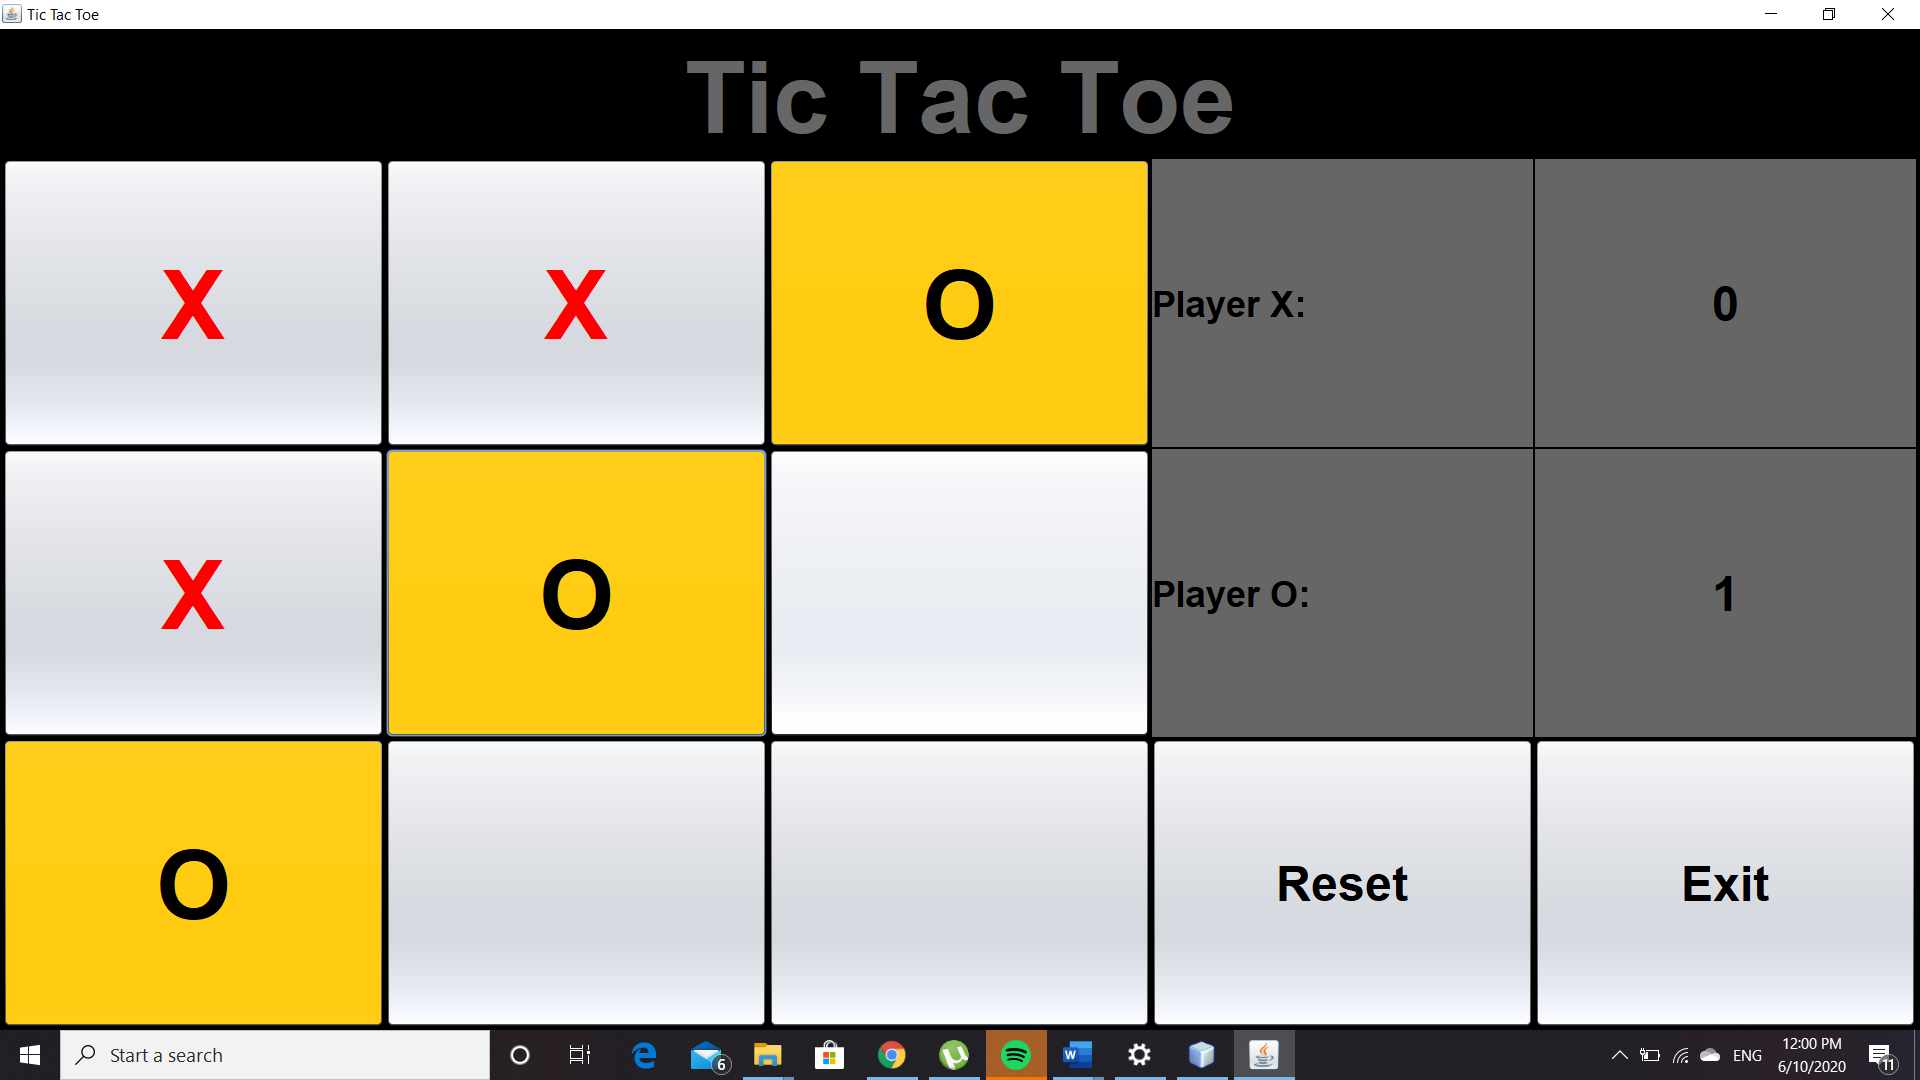 Tic Tac Toe
Tic Tac Toe
X X O Player X: 0
X O Player O: 1
O Reset Exit
Start a search 6 W ENG 12:00 PM 11
6/10/2020